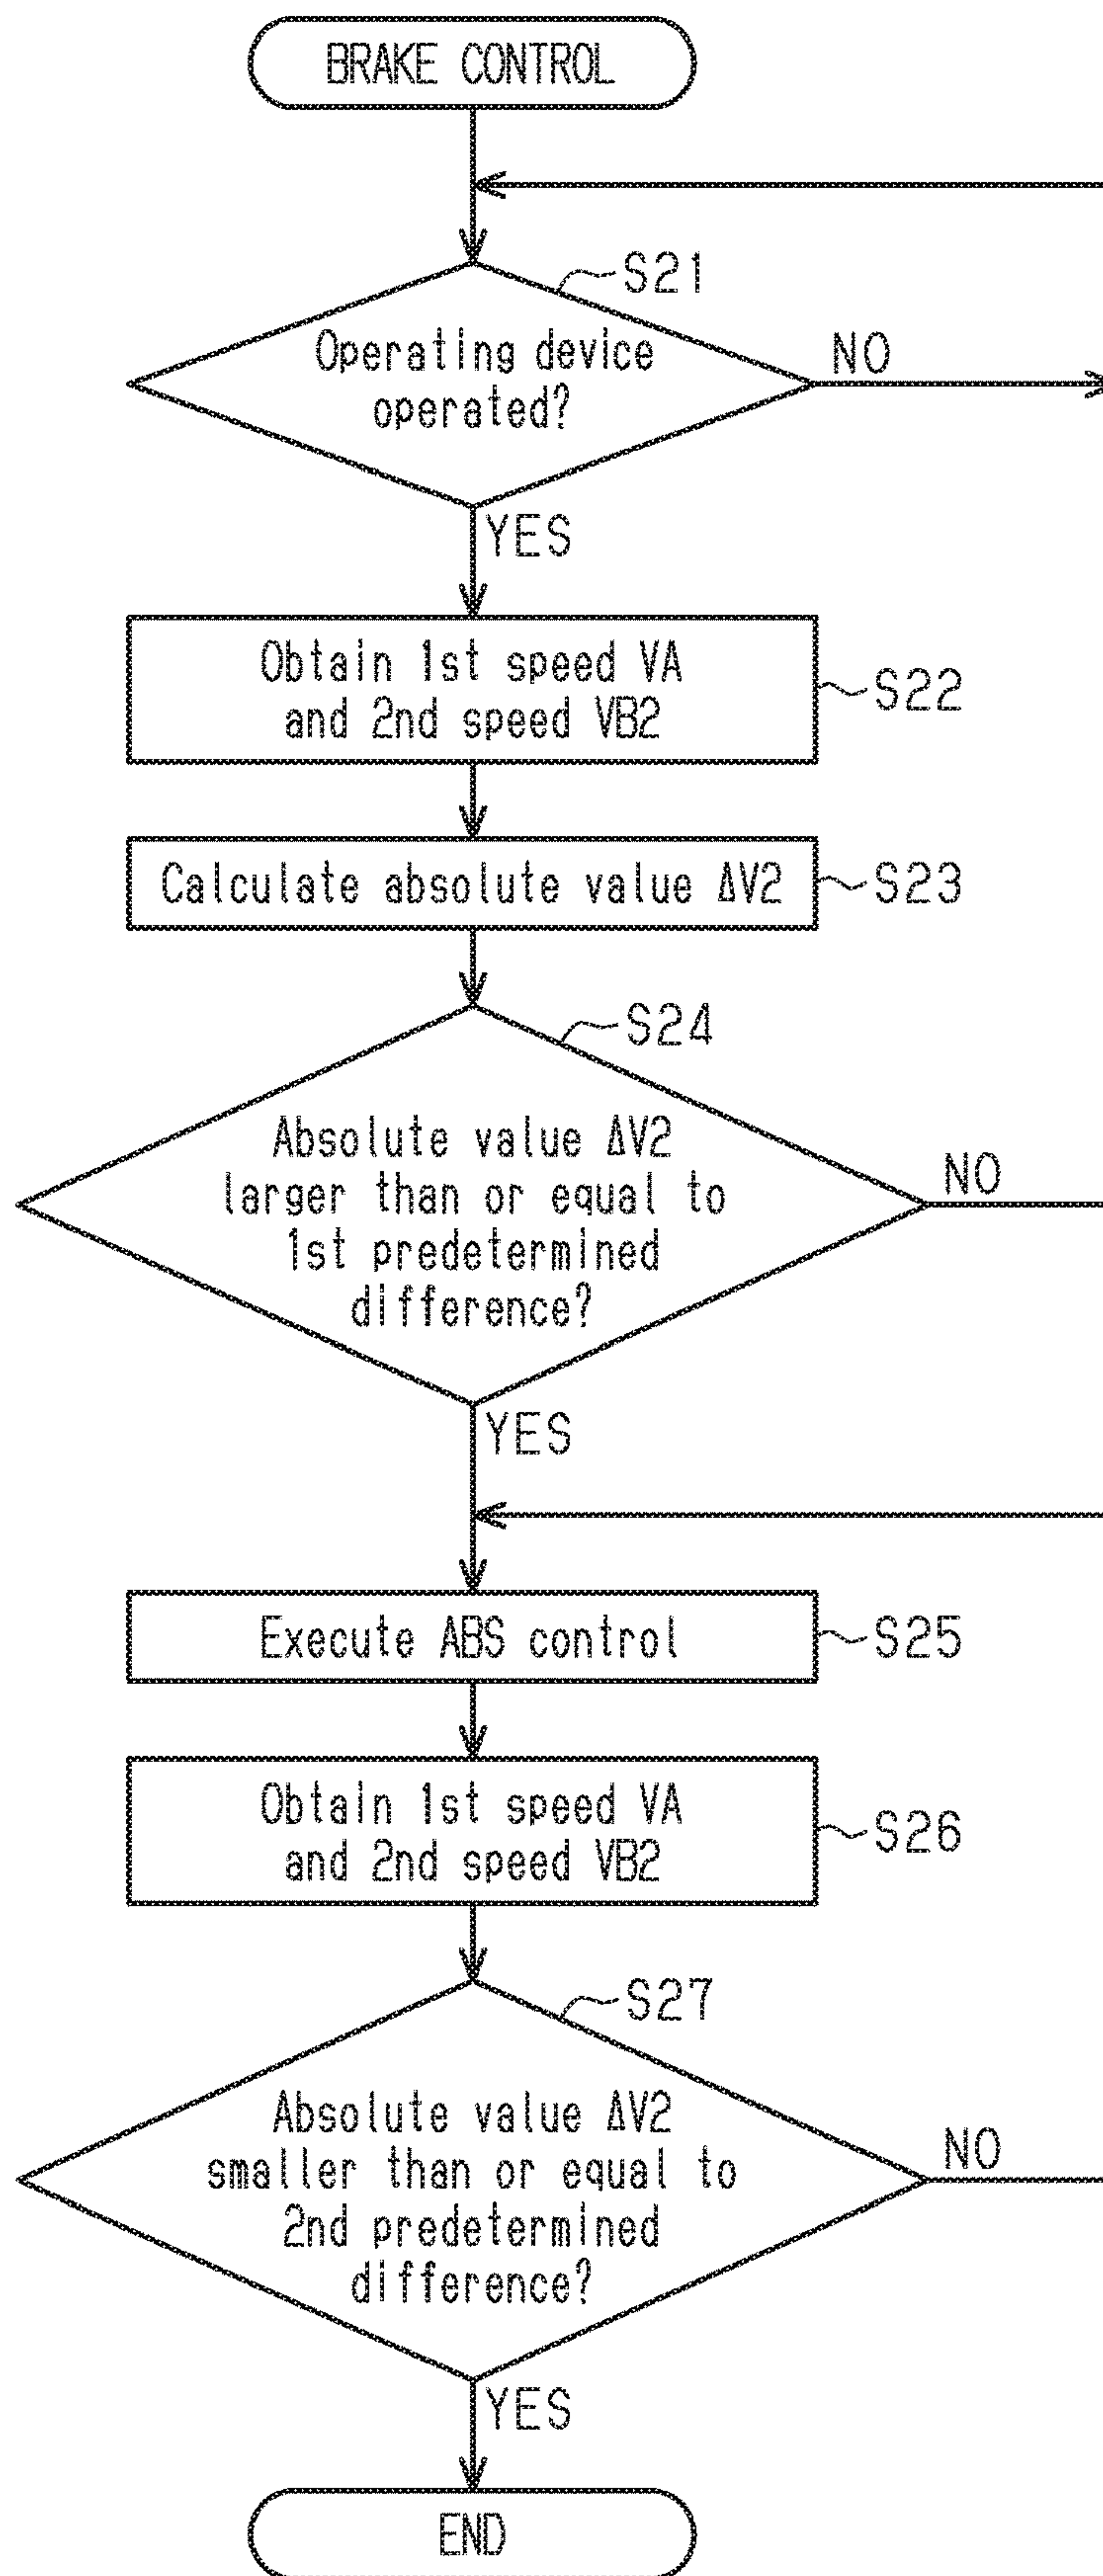 BRAKE CONTROL
S21
Operating device
operated?
NO
YES
Obtain 1st speed VA
and 2nd speed VB2
S22
Calculate absolute value ΔV2
S23
S24
Absolute value ΔV2
larger than or equal to
1st predetermined
difference?
NO
YES
Execute ABS control
S25
Obtain 1st speed VA
and 2nd speed VB2
S26
S27
Absolute value ΔV2
smaller than or equal to
2nd predetermined
difference?
NO
YES
END